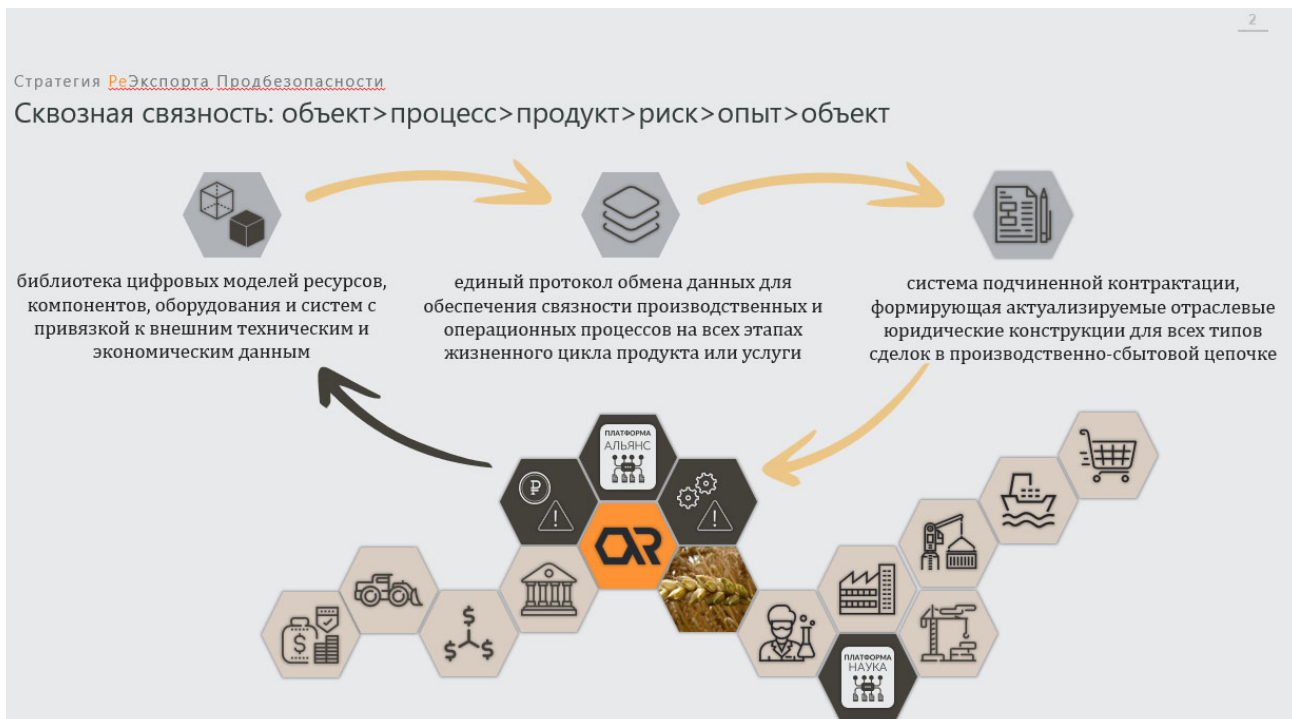 2
Стратегия РеЭкспорта Продбезопасности
Сквозная связность: объект>процесс>продукт>риск>опыт>объект
библиотека цифровых моделей ресурсов,
компонентов, оборудования и систем с
привязкой к внешним техническим и
экономическим данным
единый протокол обмена данных для
обеспечения связности производственных и
операционных процессов на всех этапах
жизненного цикла продукта или услуги
система подчиненной контрактации,
формирующая актуализируемые отраслевые
юридические конструкции для всех типов
сделок в производственно-сбытовой цепочке
ПЛАТФОРМА
АЛЬЯНС
ПЛАТФОРМА
НАУКА